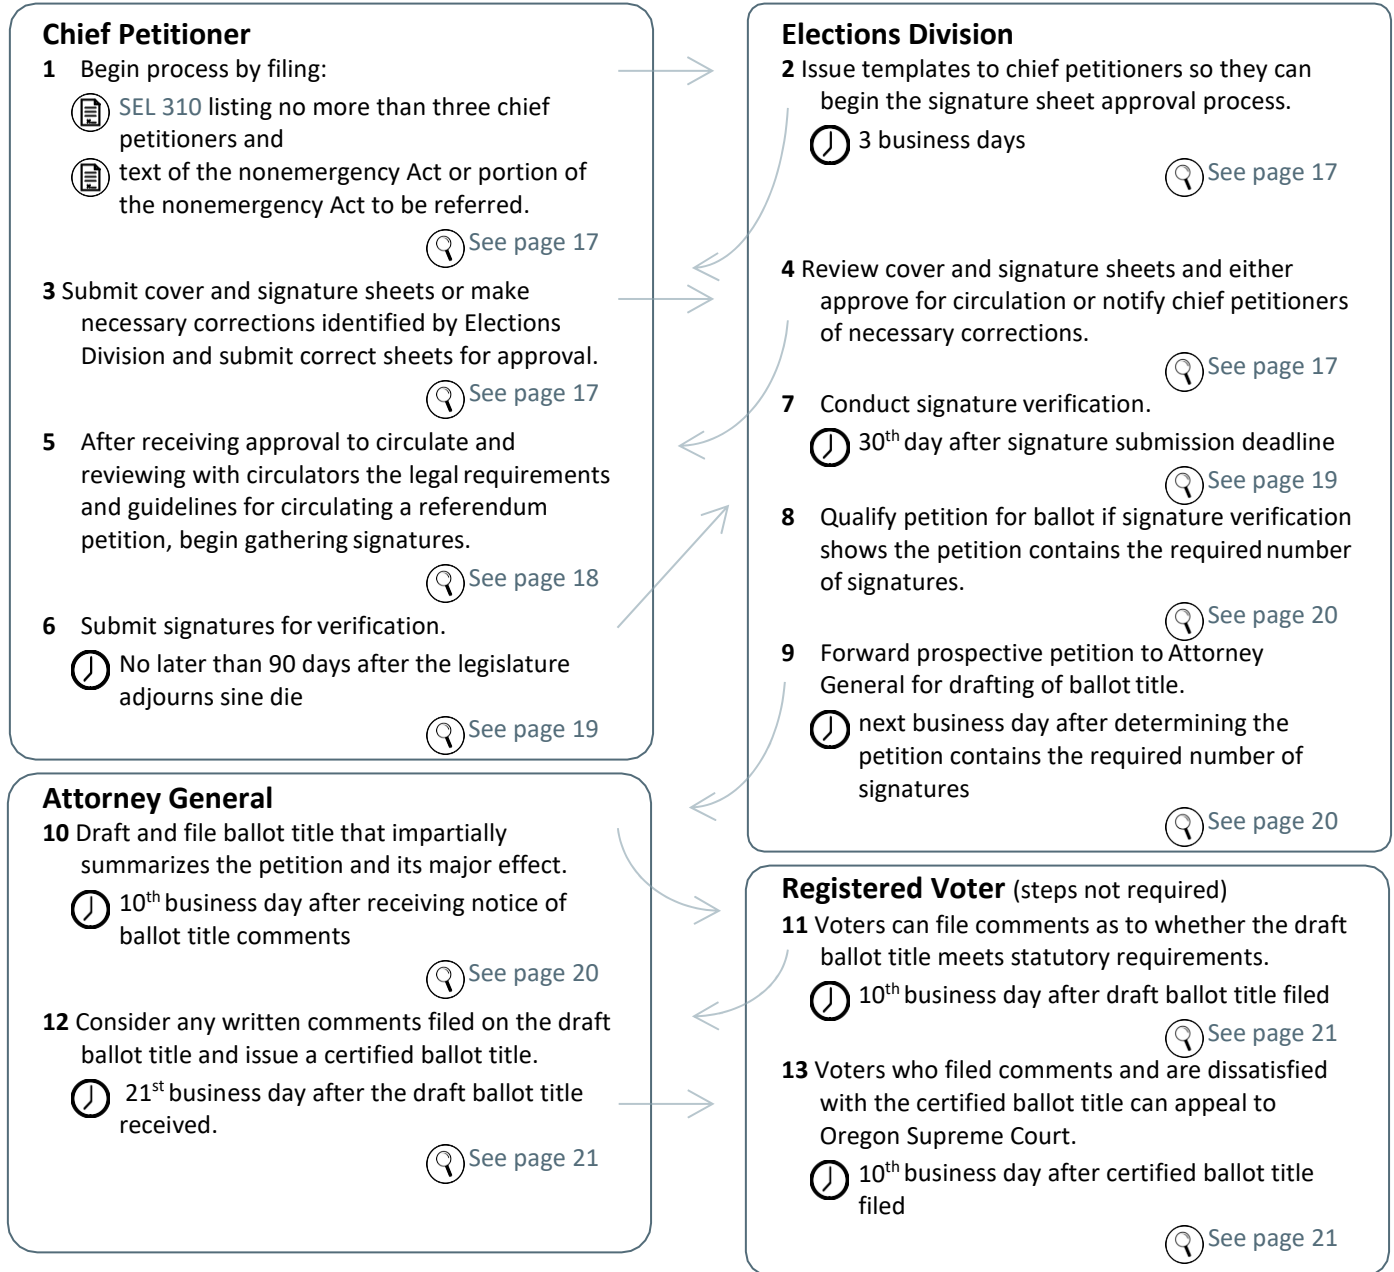 Chief Petitioner
1 Begin process by filing:
SEL 310 listing no more than three chief
petitioners and
text of the nonemergency Act or portion of
the nonemergency Act to be referred.
See page 17
3 Submit cover and signature sheets or make
necessary corrections identified by Elections
Division and submit correct sheets for approval.
See page 17
5 After receiving approval to circulate and
reviewing with circulators the legal requirements
and guidelines for circulating a referendum
petition, begin gathering signatures.
See page 18
6 Submit signatures for verification.
No later than 90 days after the legislature
adjourns sine die
See page 19
Elections Division
2 Issue templates to chief petitioners so they can
begin the signature sheet approval process.
3 business days
See page 17
4 Review cover and signature sheets and either
approve for circulation or notify chief petitioners
of necessary corrections.
See page 17
7 Conduct signature verification.
30th day after signature submission deadline
See page 19
8 Qualify petition for ballot if signature verification
shows the petition contains the required number
of signatures.
See page 20
9 Forward prospective petition to Attorney
General for drafting of ballot title.
next business day after determining the
petition contains the required number of
signatures
See page 20
Attorney General
10 Draft and file ballot title that impartially
summarizes the petition and its major effect.
10th business day after receiving notice of
ballot title comments
See page 20
12 Consider any written comments filed on the draft
ballot title and issue a certified ballot title.
21st business day after the draft ballot title
received.
See page 21
Registered Voter (steps not required)
11 Voters can file comments as to whether the draft
ballot title meets statutory requirements.
10th business day after draft ballot title filed
See page 21
13 Voters who filed comments and are dissatisfied
with the certified ballot title can appeal to
Oregon Supreme Court.
10th business day after certified ballot title
filed
See page 21